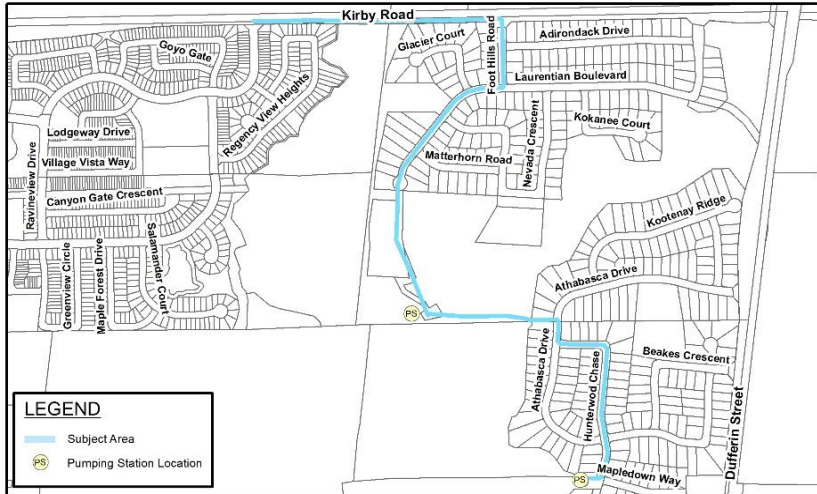 Kirby Road
Goyo Gate
Glacier Court
Foot Hills Road
Adirondack Drive
Laurentian Boulevard
Regency View Heights
Lodgeway Drive
Village Vista Way
Ravineview Drive
Canyon Gate Crescent
Matterhorn Road
Nevada Crescent
Kokanee Court
Kootenay Ridge
Salamander Court
Greenview Circle
Maple Forest Drive
Athabasca Drive
PS
Athabasca Drive
Hunterwod Chase
Beakes Crescent
Dufferin Street
Mapledown Way
PS
LEGEND
Subject Area
PS Pumping Station Location